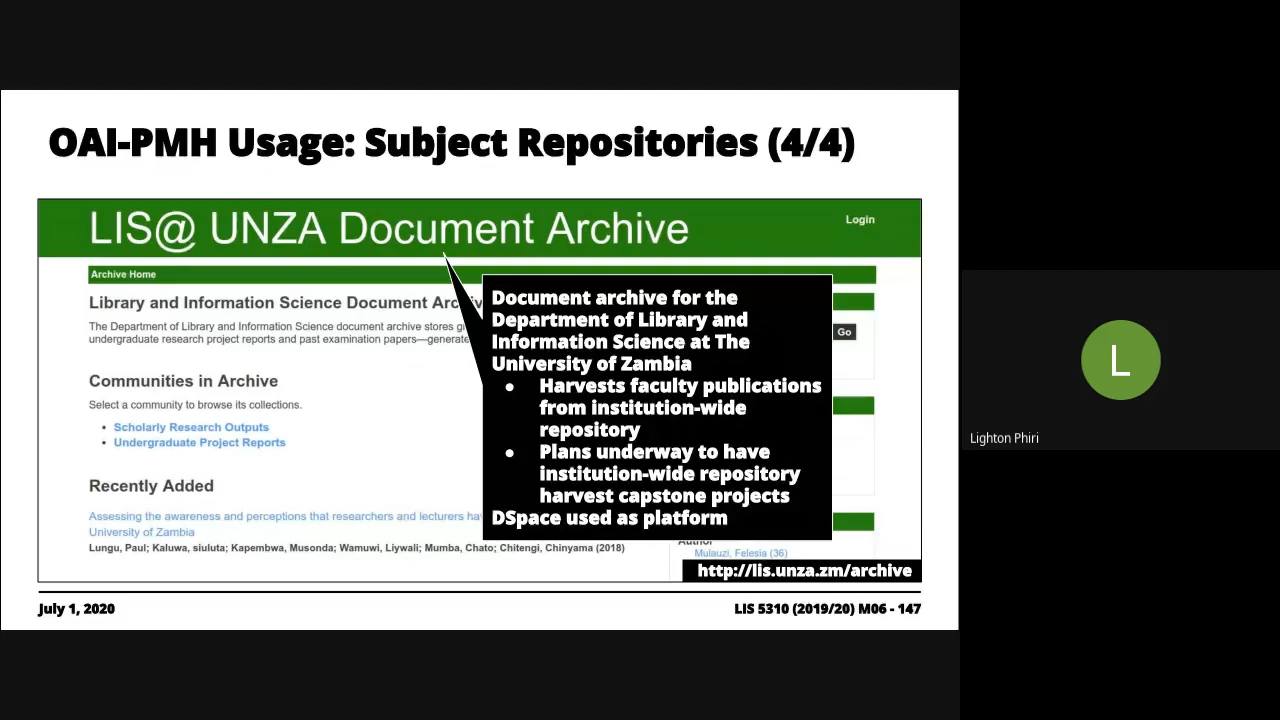 OAI-PMH Usage: Subject Repositories (4/4)
LIS@ UNZA Document Archive
Login
Archive Home
Library and Information Science Document
The Department of Library and Information Science document archive stores
undergraduate research project reports and past examination papers—generate
Go
Communities in Archive
Select a community to browse its collections.
• Scholarly Research Outputs
• Undergraduate Project Reports
Recently Added
Assessing the awareness and perceptions that researchers and lecturers
University of Zambia
Lungu, Paul; Kaluwa, siuluta; Kapembwa, Musonda; Wamuwi, Liywali; Mumba, Chato; Chitengi, Chinyama (2018)
Document archive for the
Department of Library and
Information Science at The
University of Zambia
● Harvests faculty publications
from institution-wide
repository
● Plans underway to have
institution-wide repository
harvest capstone projects
DSpace used as platform
Author
Mulauzi, Felesia (36)
http://lis.unza.zm/archive
July 1, 2020
LIS 5310 (2019/20) M06 - 147
L
Lighton Phiri